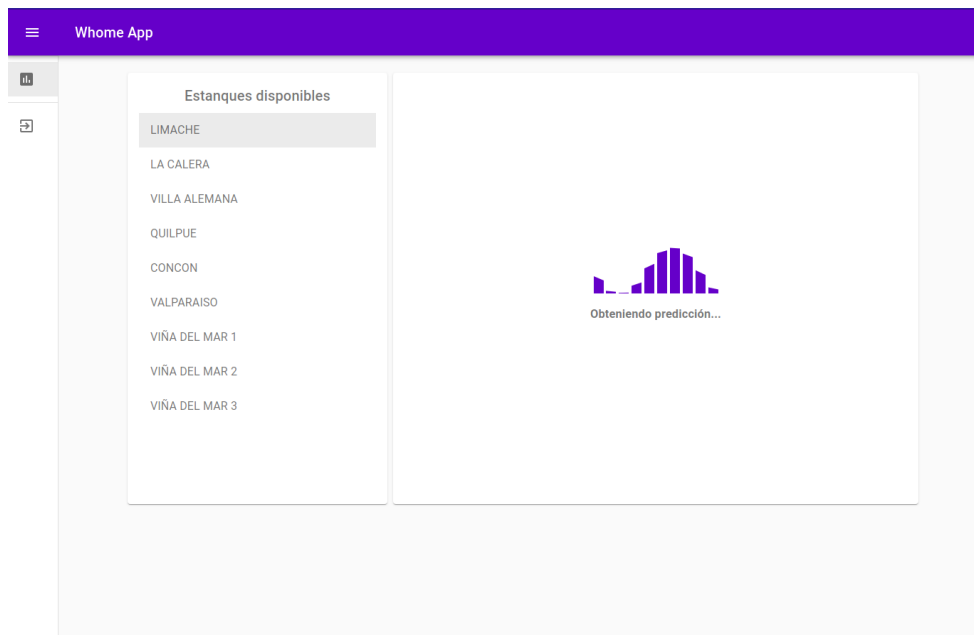 Whome App
Estanques disponibles
LIMACHE
LA CALERA
VILLA ALEMANA
QUILPUE
CONCON
VALPARAISO
VIÑA DEL MAR 1
VIÑA DEL MAR 2
VIÑA DEL MAR 3
Obteniendo predicción...